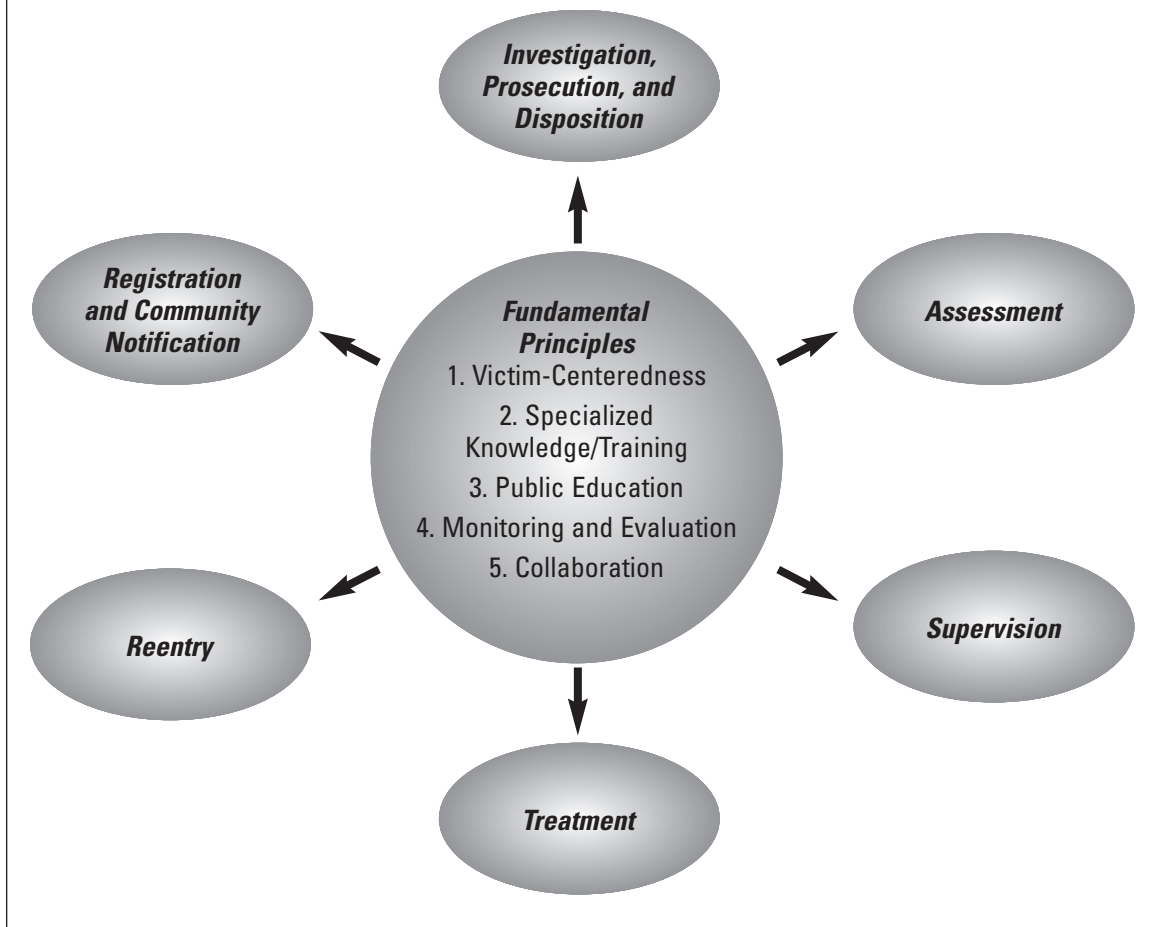 Investigation,
Prosecution, and
Disposition
Registration
and Community
Notification
Assessment
Fundamental
Principles
1. Victim-Centeredness
2. Specialized
Knowledge/Training
3. Public Education
4. Monitoring and Evaluation
5. Collaboration
Reentry
Supervision
Treatment